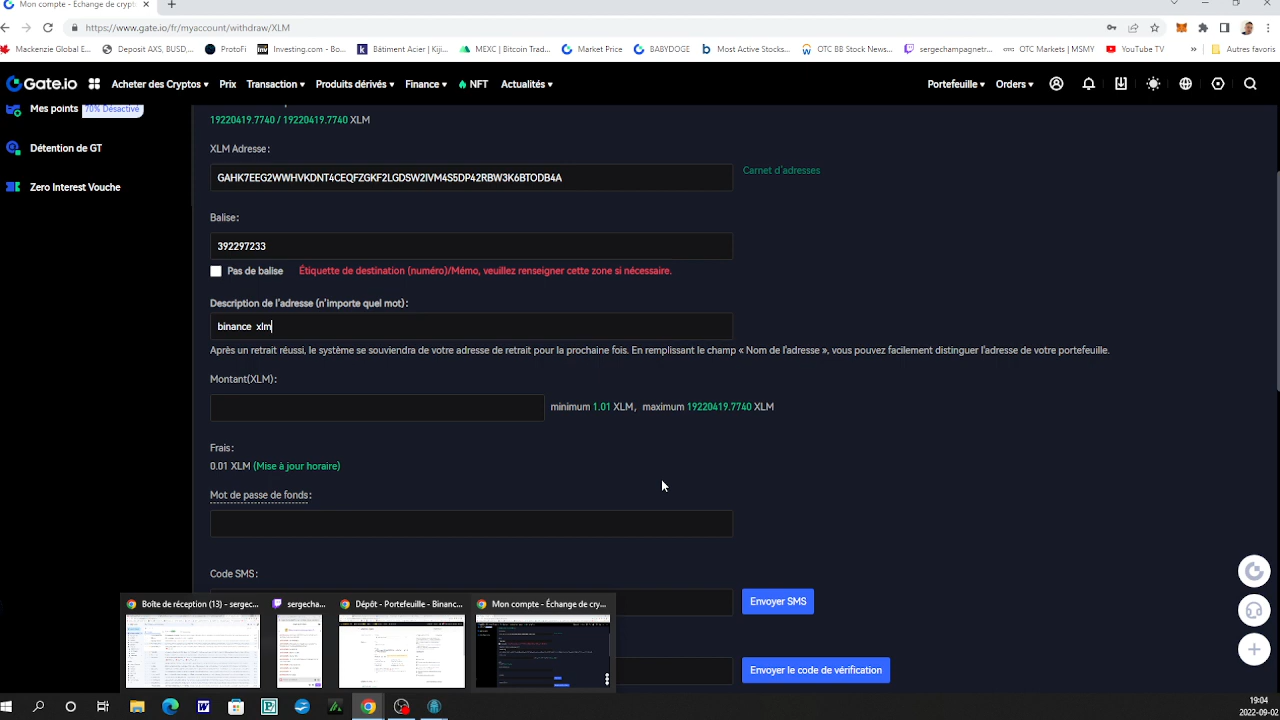 Mon compte - Échange de crypt
https://www.gate.io/fr/myaccount/withdraw/XLM
Mackenzie Global E... Deposit AXS, BUSD,... ProtoFi Investing.com - Bo... Bâtiment Acier | Kiji... MEXC | Bitcoin Trad... Market Price BABYDOGE Most Active Stocks... OTC BB Stock News... sergechampagnetr... OTC Markets | MSMY YouTube TV » Autres favoris
Gate.io Acheter des Cryptos Prix Transaction Produits dérivés Finance NFT Actualités Portefeuille Orders
Mes points 70% Désactivé
19220419.7740 / 19220419.7740 XLM
Détention de GT
XLM Adresse:
GAHK7EEG2WWHVKDNT4CEQFZGKF2LGDSW2IVM4S5DP42RBW3K6BTODB4A
Carnet d'adresses
Zero Interest Vouche
Balise:
392297233
Pas de balise Étiquette de destination (numéro)/Mémo, veuillez renseigner cette zone si nécessaire.
Description de l'adresse (n'importe quel mot):
binance xlm
Après un retrait réussi, le système se souviendra de votre adresse de retrait pour la prochaine fois. En remplissant le champ « Nom de l'adresse », vous pouvez facilement distinguer l'adresse de votre portefeuille.
Montant(XLM):
minimum 1.01 XLM, maximum 19220419.7740 XLM
Frais:
0.01 XLM (Mise à jour horaire)
Mot de passe de fonds:
Code SMS:
Envoyer SMS
Boîte de réception (13) - sergec... sergecha... Dépôt - Portefeuille - Binanc... Mon compte - Échange de cry...
Envoyer le code de vérification
19:04
2022-09-02